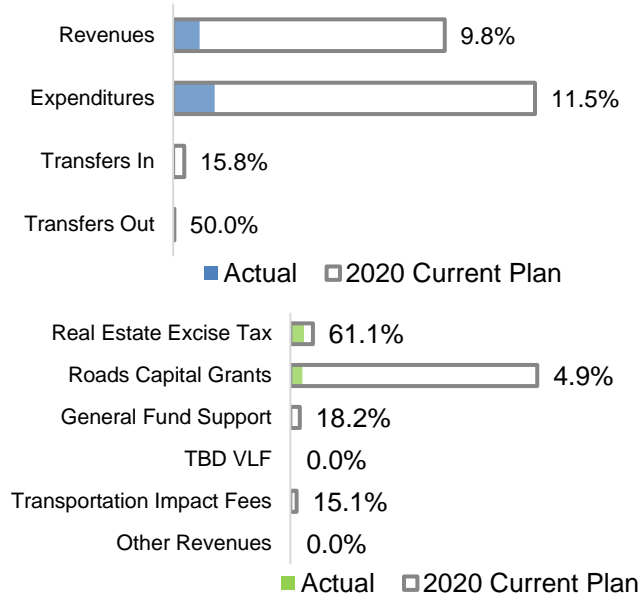 Revenues 9.8%
Expenditures 11.5%
Transfers In 15.8%
Transfers Out 50.0%
Actual 2020 Current Plan
Real Estate Excise Tax 61.1%
Roads Capital Grants 4.9%
General Fund Support 18.2%
TBD VLF 0.0%
Transportation Impact Fees 15.1%
Other Revenues 0.0%
Actual 2020 Current Plan